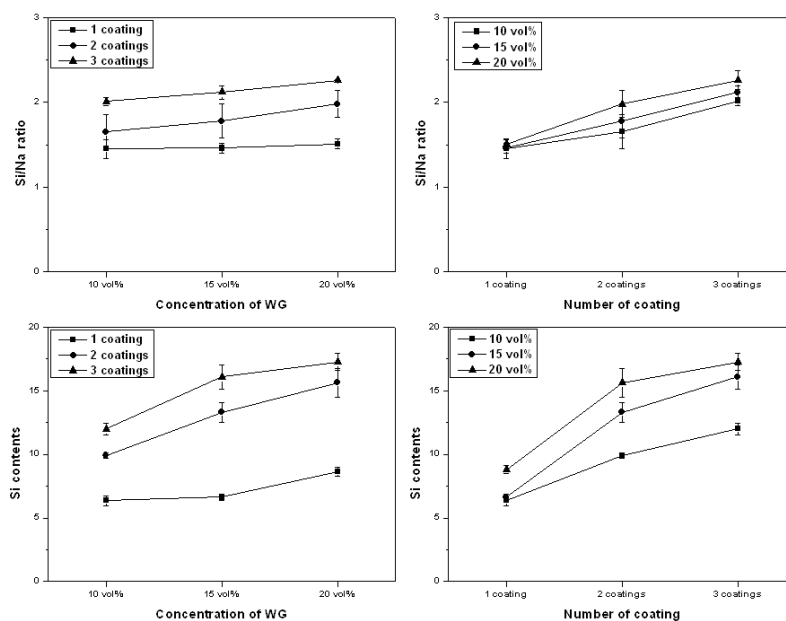 3
2
1
0
Si/Na ratio
1 coating
2 coatings
3 coatings
10 vol%
15 vol%
20 vol%
Concentration of WG
3
2
1
0
Si/Na ratio
10 vol%
15 vol%
20 vol%
1 coating
2 coatings
3 coatings
Number of coating
20
15
10
5
0
Si contents
1 coating
2 coatings
3 coatings
10 vol%
15 vol%
20 vol%
Concentration of WG
20
15
10
5
0
Si contents
10 vol%
15 vol%
20 vol%
1 coating
2 coatings
3 coatings
Number of coating